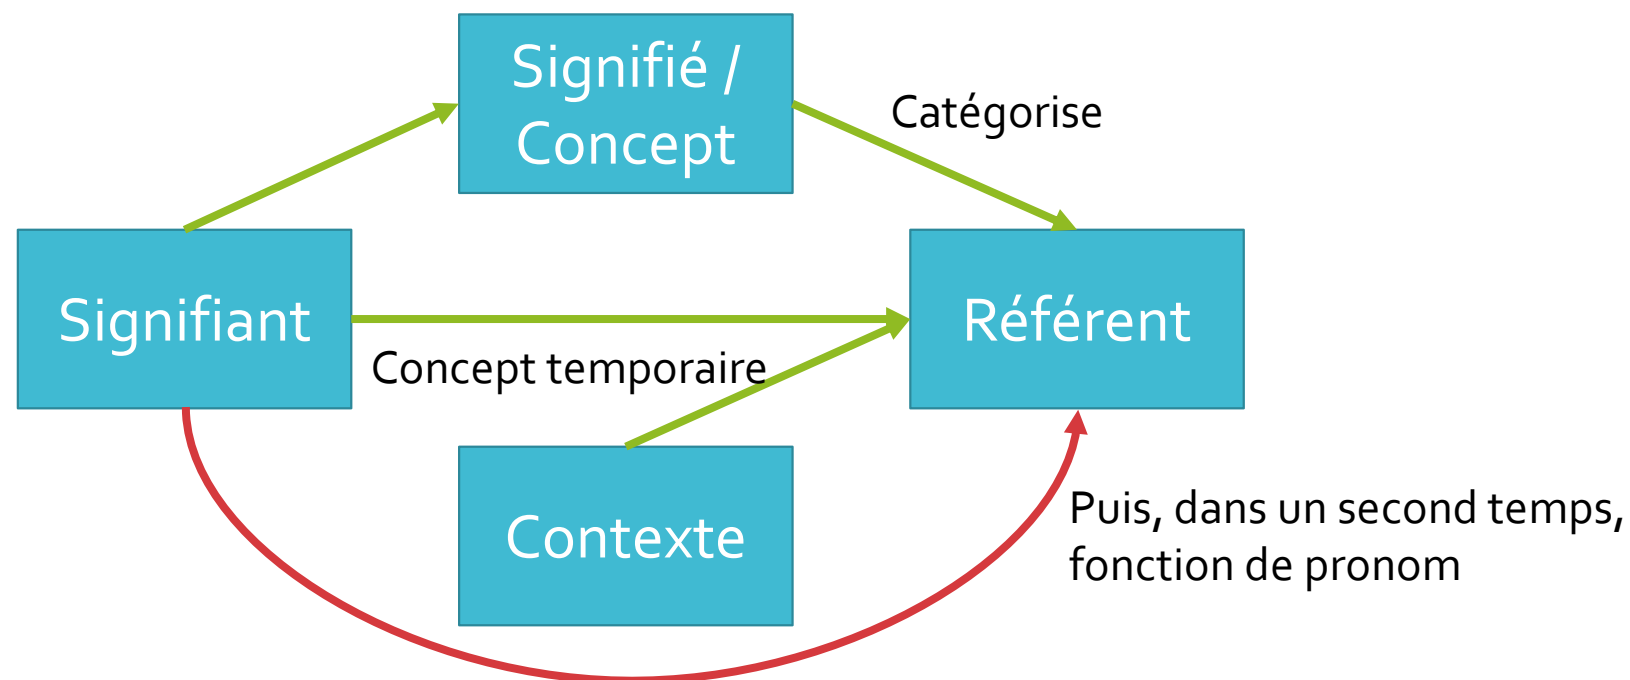 Signifié /
Concept
Catégorise
Signifiant
Référent
Concept temporaire
Contexte
Puis, dans un second temps,
fonction de pronom